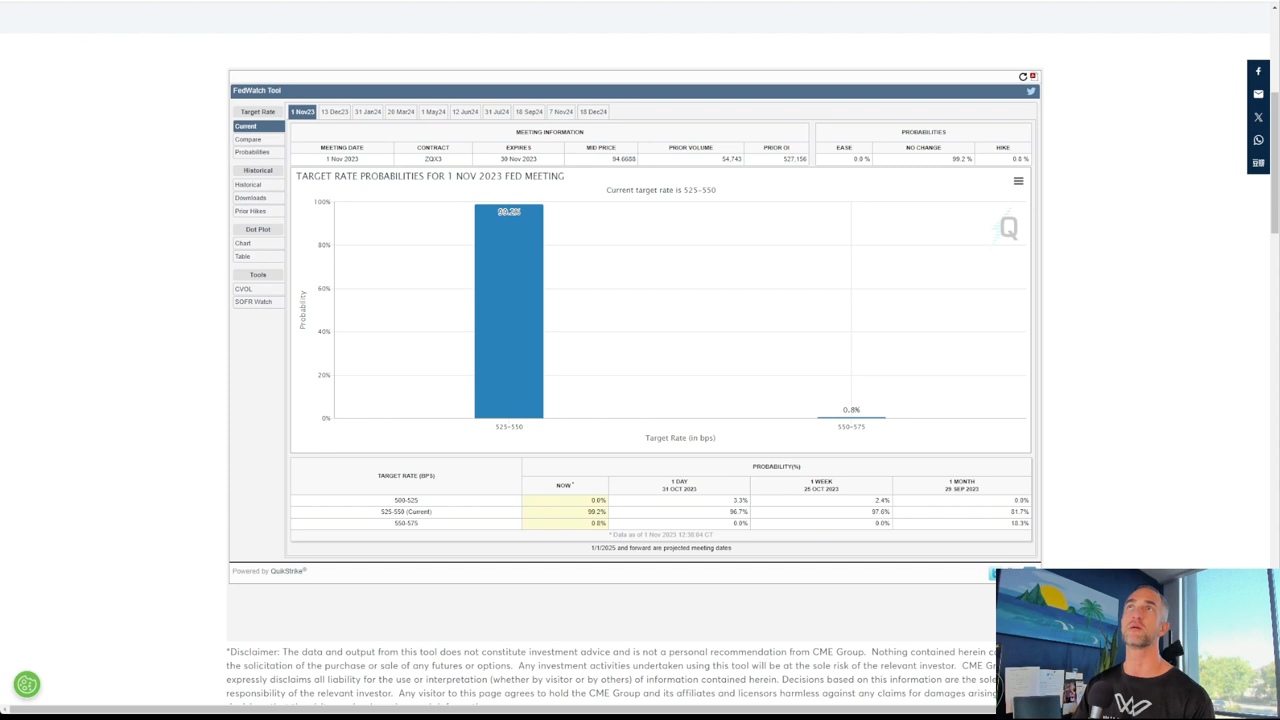 FedWatch Tool
Target Rate
Current
Compare
Probabilities
Historical
Historical
Downloads
Prior Hikes
Dot Plot
Chart
Table
Tools
CVOL
SOFR Watch
1 Nov23 13 Dec23 31 Jan24 20 Mar24 1 May24 12 Jun24 31 Jul24 18 Sep24 7 Nov24 18 Dec24
MEETING INFORMATION
MEETING DATE CONTRACT EXPIRES MID PRICE PRIOR VOLUME PRIOR OI
1 Nov 2023 ZQX3 30 Nov 2023 94.6688 54,743 527,156
PROBABILITIES
EASE NO CHANGE HIKE
0.0 % 99.2 % 0.8 %
TARGET RATE PROBABILITIES FOR 1 NOV 2023 FED MEETING
Current target rate is 525-550
Q
Probability
100%
80%
60%
40%
20%
0%
99.2%
0.8%
525-550 550-575
Target Rate (in bps)
TARGET RATE (BPS) PROBABILITY(%)
NOW * 1 DAY 31 OCT 2023 1 WEEK 25 OCT 2023 1 MONTH 29 SEP 2023
500-525 0.0% 3.3% 2.4% 0.0%
525-550 (Current) 99.2% 96.7% 97.6% 81.7%
550-575 0.8% 0.0% 0.0% 18.3%
* Data as of 1 Nov 2023 12:38:04 CT
1/1/2025 and forward are projected meeting dates
Powered by QuikStrike®
*Disclaimer: The data and output from this tool does not constitute investment advice and is not a personal recommendation from CME Group. Nothing contained herein
the solicitation of the purchase or sale of any futures or options. Any investment activities undertaken using this tool will be at the sole risk of the relevant investor. CME
expressly disclaims all liability for the use or interpretation (whether by visitor or by others) of information contained herein. Decisions based on this information are the
responsibility of the relevant investor. Any visitor to this page agrees to hold the CME Group and its affiliates and licensors harmless against any claims for damages arising